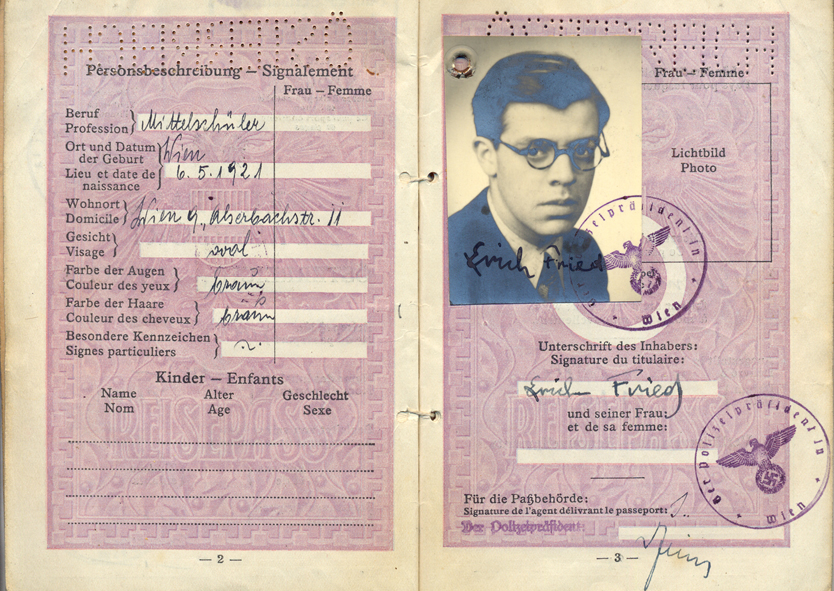 Personsbeschreibung – Signalement
Frau – Femme
Beruf
Profession
Mittelschüler
Ort und Datum
der Geburt
Wien
Lieu et date de
naissance
6. 5. 1921
Wohnort
Domicile
Wien 9, Alserbachstr. 11
Gesicht
Visage
oval
Farbe der Augen
Couleur des yeux
braun
Farbe der Haare
Couleur des cheveux
braun
Besondere Kennzeichen
Signes particuliers
Kinder – Enfants
Name Alter Geschlecht
Nom Age Sexe
REISEPASS
– 2 –
Frau – Femme
Lichtbild
Photo
Erich Fried
Polizeipräsident in
Wien
Unterschrift des Inhabers:
Signature du titulaire:
Erich Fried
und seiner Frau:
et de sa femme:
REISEPASS
Der Polizeipräsident in
Wien
Für die Paßbehörde:
Signature de l'agent délivrant le passeport:
Der Polizeipräsident
– 3 –